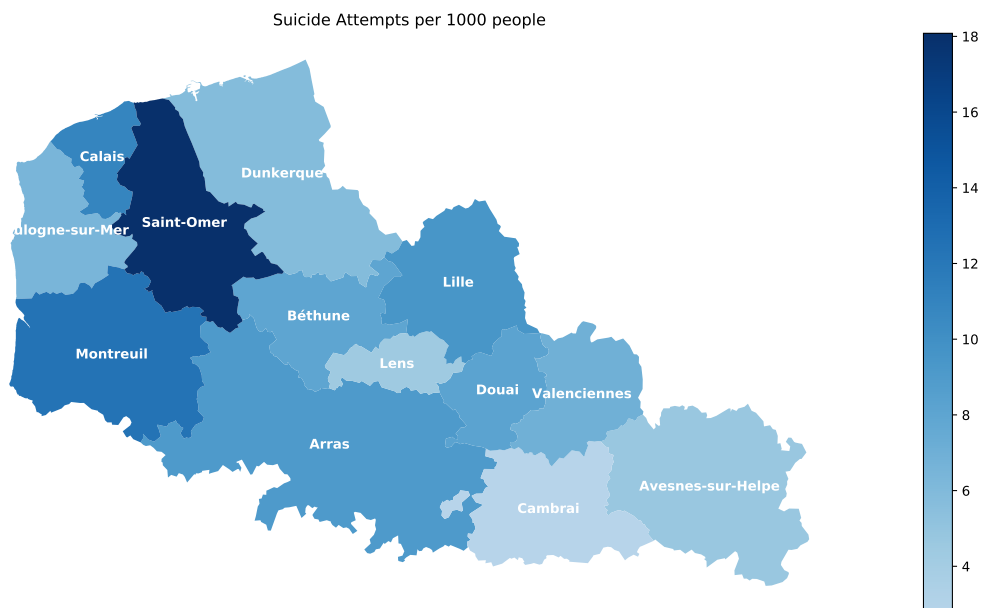 Suicide Attempts per 1000 people
18
16
14
12
10
8
6
4
Calais
Dunkerque
Saint-Omer
ulogne-sur-Mer
Lille
Béthune
Montreuil
Lens
Douai
Valenciennes
Arras
Avesnes-sur-Helpe
Cambrai